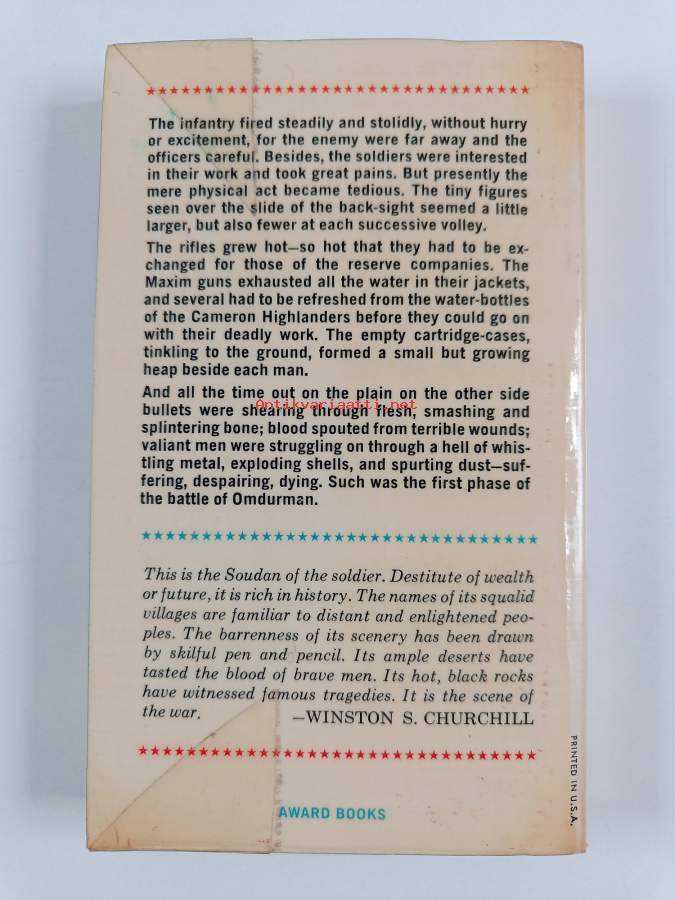 The infantry fired steadily and stolidly, without hurry
or excitement, for the enemy were far away and the
officers careful. Besides, the soldiers were interested
in their work and took great pains. But presently the
mere physical act became tedious. The tiny figures
seen over the slide of the back-sight seemed a little
larger, but also fewer at each successive volley.
The rifles grew hot—so hot that they had to be ex-
changed for those of the reserve companies. The
Maxim guns exhausted all the water in their jackets,
and several had to be refreshed from the water-bottles
of the Cameron Highlanders before they could go on
with their deadly work. The empty cartridge-cases,
tinkling to the ground, formed a small but growing
heap beside each man.
And all the time out on the plain on the other side
Antikvariaatti.net
bullets were shearing through flesh, smashing and
splintering bone; blood spouted from terrible wounds;
valiant men were struggling on through a hell of whis-
tling metal, exploding shells, and spurting dust—suf-
fering, despairing, dying. Such was the first phase of
the battle of Omdurman.
This is the Soudan of the soldier. Destitute of wealth
or future, it is rich in history. The names of its squalid
villages are familiar to distant and enlightened peo-
ples. The barrenness of its scenery has been drawn
by skilful pen and pencil. Its ample deserts have
tasted the blood of brave men. Its hot, black rocks
have witnessed famous tragedies. It is the scene of
the war. —WINSTON S. CHURCHILL
PRINTED IN U.S.A.
AWARD BOOKS